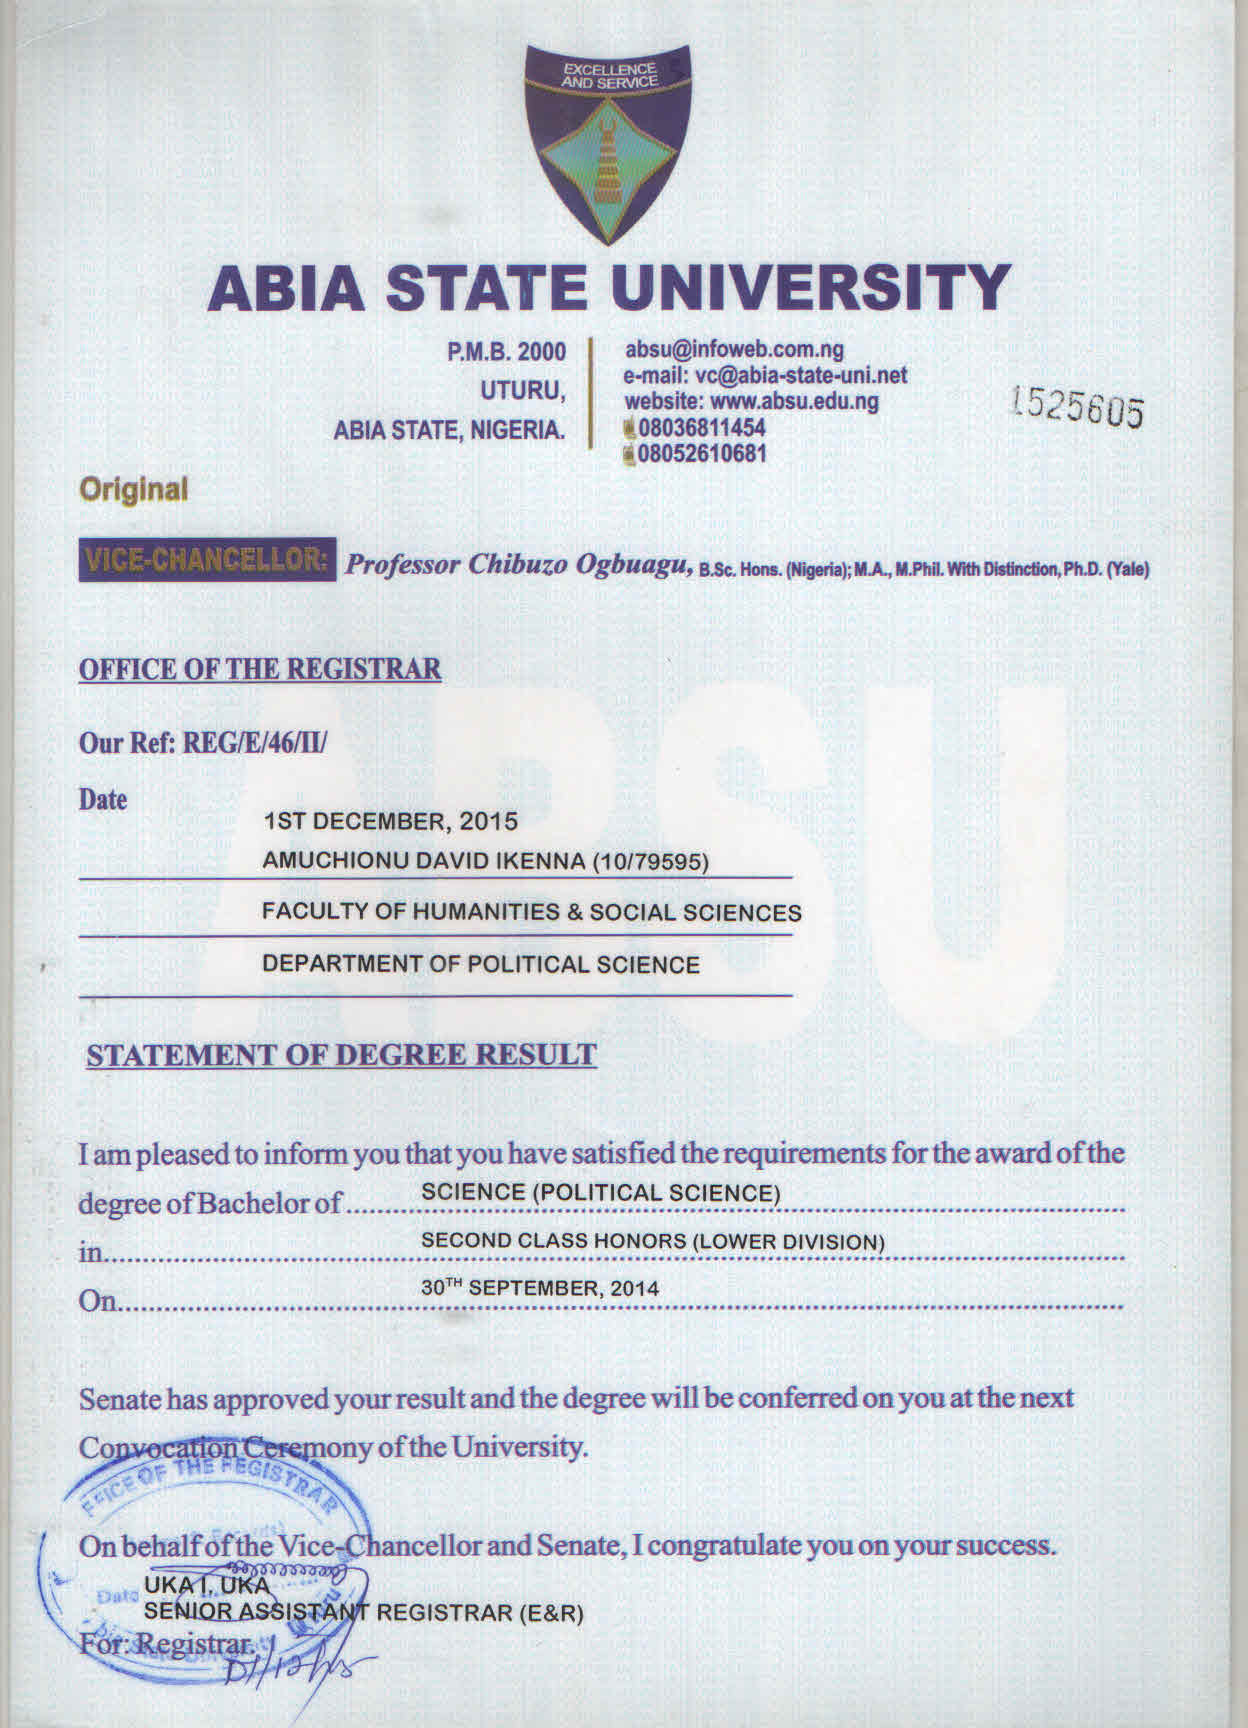 EXCELLENCE
AND SERVICE
ABIA STATE UNIVERSITY
P.M.B. 2000
UTURU,
ABIA STATE, NIGERIA.
absu@infoweb.com.ng
e-mail: vc@abia-state-uni.net
website: www.absu.edu.ng
08036811454
08052610681
1525605
Original
VICE-CHANCELLOR: Professor Chibuzo Ogbuagu, B.Sc. Hons. (Nigeria); M.A., M.Phil. With Distinction, Ph.D. (Yale)
OFFICE OF THE REGISTRAR
Our Ref: REG/E/46/II/
ABSU
Date
1ST DECEMBER, 2015
AMUCHIONU DAVID IKENNA (10/79595)
FACULTY OF HUMANITIES & SOCIAL SCIENCES
DEPARTMENT OF POLITICAL SCIENCE
STATEMENT OF DEGREE RESULT
I am pleased to inform you that you have satisfied the requirements for the award of the
degree of Bachelor of SCIENCE (POLITICAL SCIENCE)
in SECOND CLASS HONORS (LOWER DIVISION)
On 30TH SEPTEMBER, 2014
Senate has approved your result and the degree will be conferred on you at the next
Convocation Ceremony of the University.
OF THE REGISTRAR
On behalf of the Vice-Chancellor and Senate, I congratulate you on your success.
Date
UKA I. UKA
SENIOR ASSISTANT REGISTRAR (E&R)
For: Registrar.
State University Uturu